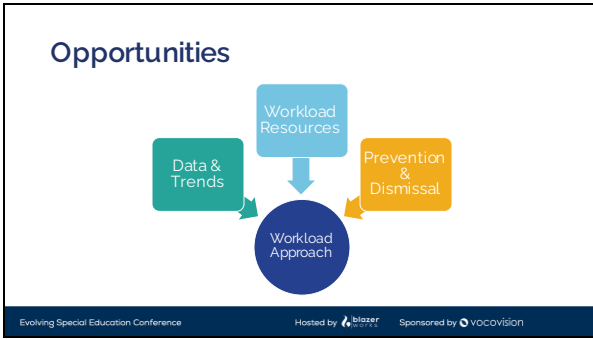 Opportunities
Workload
Resources
Data &
Trends
Prevention
&
Dismissal
Workload
Approach
Evolving Special Education Conference
Hosted by blazer
works
Sponsored by vocovision